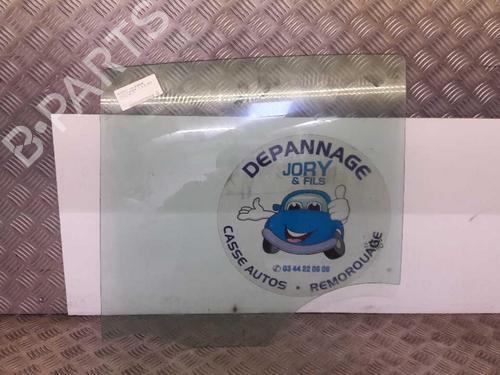 B-PARTS
DEPANNAGE
JORY
& FILS
CASSE AUTOS • REMORQUAGE
03 44 22 06 06